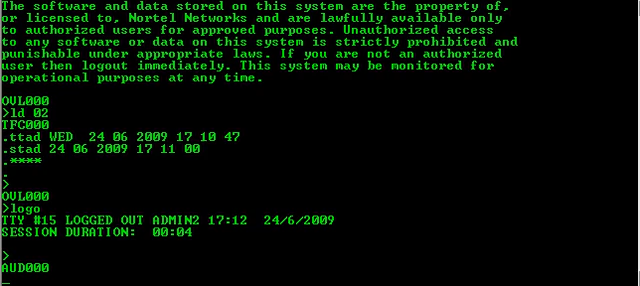 The software and data stored on this system are the property of,
or licensed to, Nortel Networks and are lawfully available only
to authorized users for approved purposes. Unauthorized access
to any software or data on this system is strictly prohibited and
punishable under appropriate laws. If you are not an authorized
user then logout immediately. This system may be monitored for
operational purposes at any time.
OVL000
>ld 02
TFC000
.ttad WED  24 06 2009 17 10 47
.stad 24 06 2009 17 11 00
.****
.
>
OVL000
>logo
TTY #15 LOGGED OUT ADMIN2 17:12  24/6/2009
SESSION DURATION:  00:04
>
AUD000
_